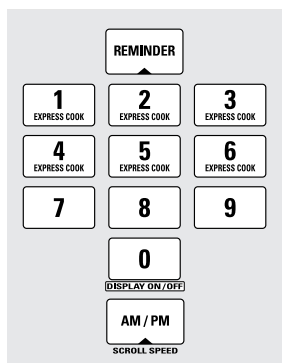 REMINDER
1 2 3
EXPRESS COOK EXPRESS COOK EXPRESS COOK
4 5 6
EXPRESS COOK EXPRESS COOK EXPRESS COOK
7 8 9
0
DISPLAY ON/OFF
AM / PM
SCROLL SPEED